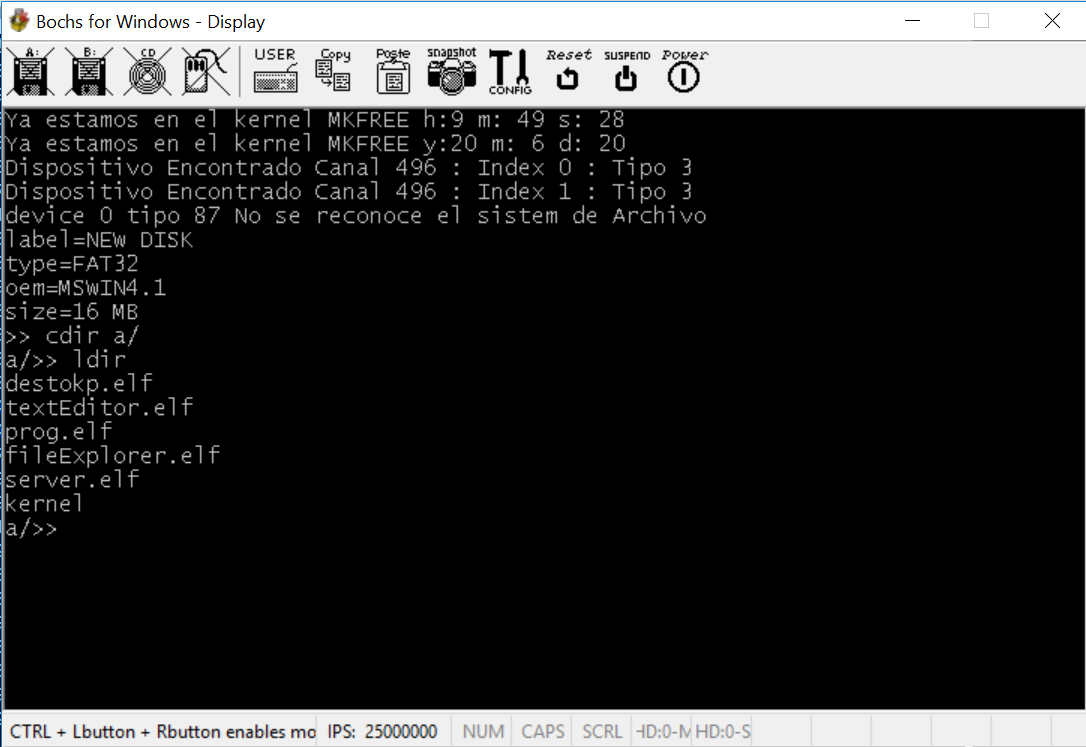 Bochs for Windows - Display
A: B: CD USER Copy Paste snapshot CONFIG Reset SUSPEND Power
Ya estamos en el kernel MKFREE h:9 m: 49 s: 28
Ya estamos en el kernel MKFREE y:20 m: 6 d: 20
Dispositivo Encontrado Canal 496 : Index 0 : Tipo 3
Dispositivo Encontrado Canal 496 : Index 1 : Tipo 3
device 0 tipo 87 No se reconoce el sistem de Archivo
label=NEW DISK
type=FAT32
oem=MSWIN4.1
size=16 MB
>> cdir a/
a/>> ldir
destokp.elf
textEditor.elf
prog.elf
fileExplorer.elf
server.elf
kernel
a/>>
CTRL + Lbutton + Rbutton enables mo IPS: 25000000 NUM CAPS SCRL HD:0-M HD:0-S